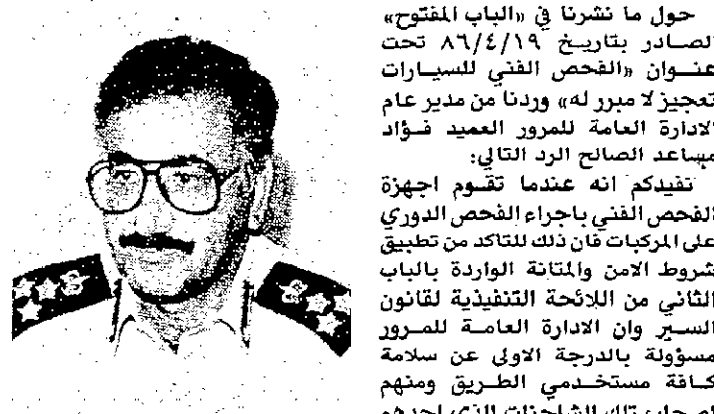 حول ما نشرنا في «الباب المفتوح»
الصادر بتاريخ ٨٦/٤/١٩ تحت
عنوان «الفحص الفني للسيارات
تعجيز لا مبرر له» وردنا من مدير عام
الادارة العامة للمرور العميد فؤاد
مساعد الصالح الرد التالي:
نفيدكم انه عندما تقوم اجهزة
الفحص الفني باجراء الفحص الدوري
على المركبات فان ذلك للتاكد من تطبيق
شروط الامن والمتانة الواردة بالباب
الثاني من اللائحة التنفيذية لقانون
السير وان الادارة العامة للمرور
مسؤولة بالدرجة الاولى عن سلامة
كافة مستخدمي الطريق ومنهم
تلك الشاحنات